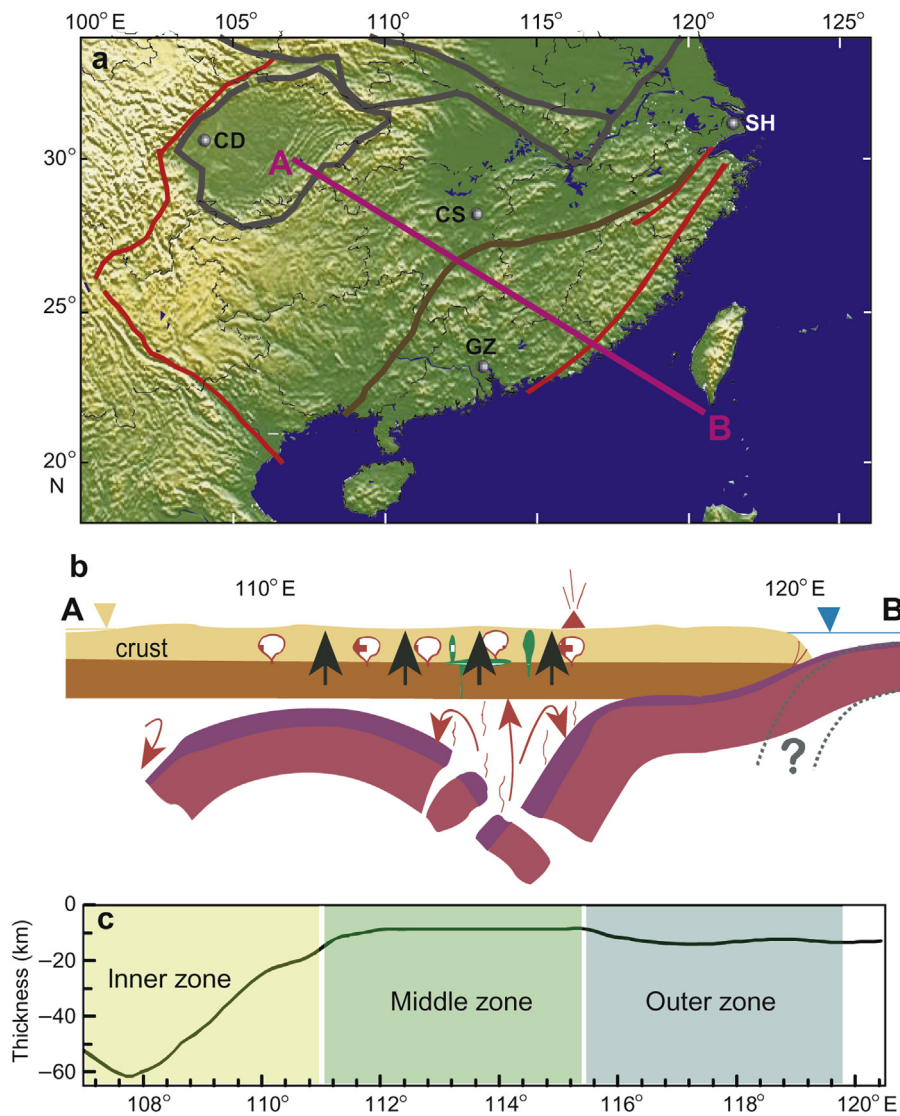 100° E 105° 110° 115° 120° 125°
a
SH
CD
30°
A
CS
25°
GZ
B
20°
N
b
110° E 120° E
A B
crust
?
c
0
–20
–40
–60
Thickness (km)
Inner zone Middle zone Outer zone
108° 110° 112° 114° 116° 118° 120° E